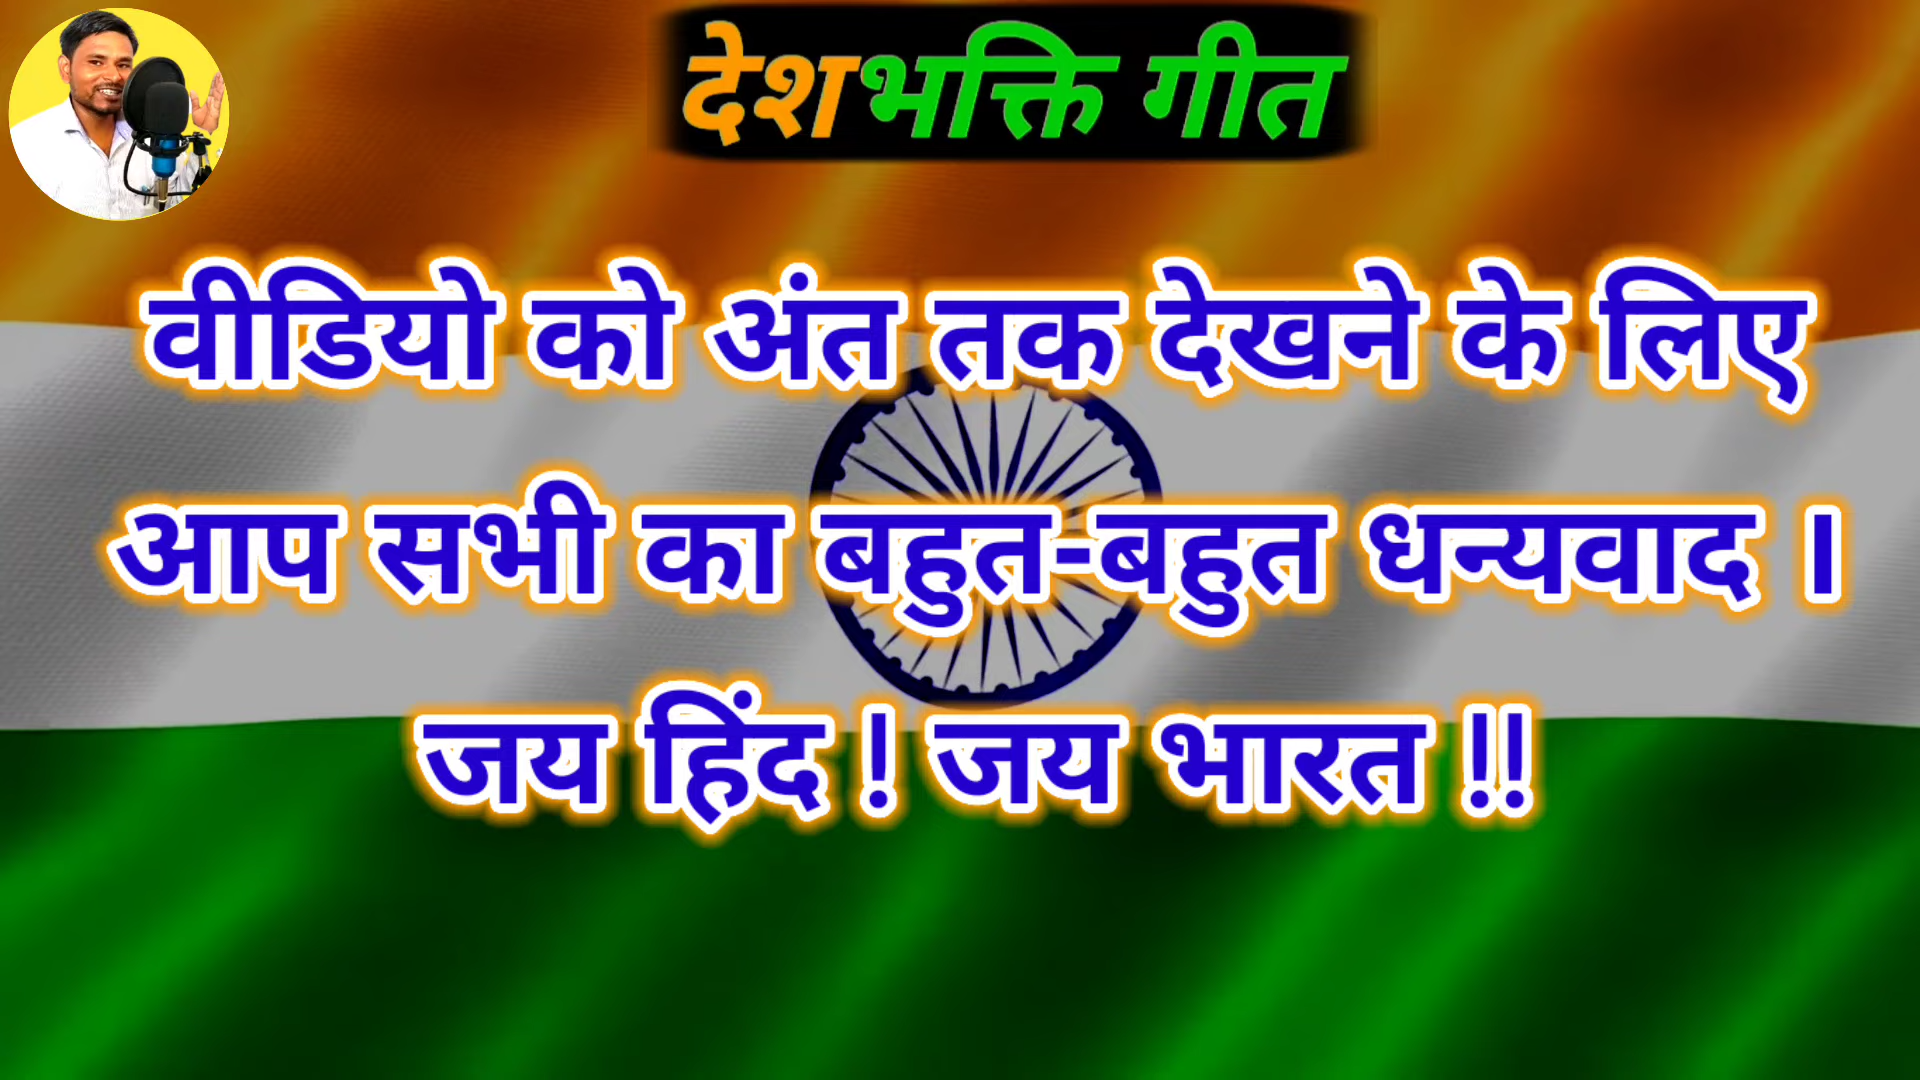 देशभक्ति गीत
वीडियो को अंत तक देखने के लिए
आप सभी का बहुत-बहुत धन्यवाद ।
जय हिंद ! जय भारत !!